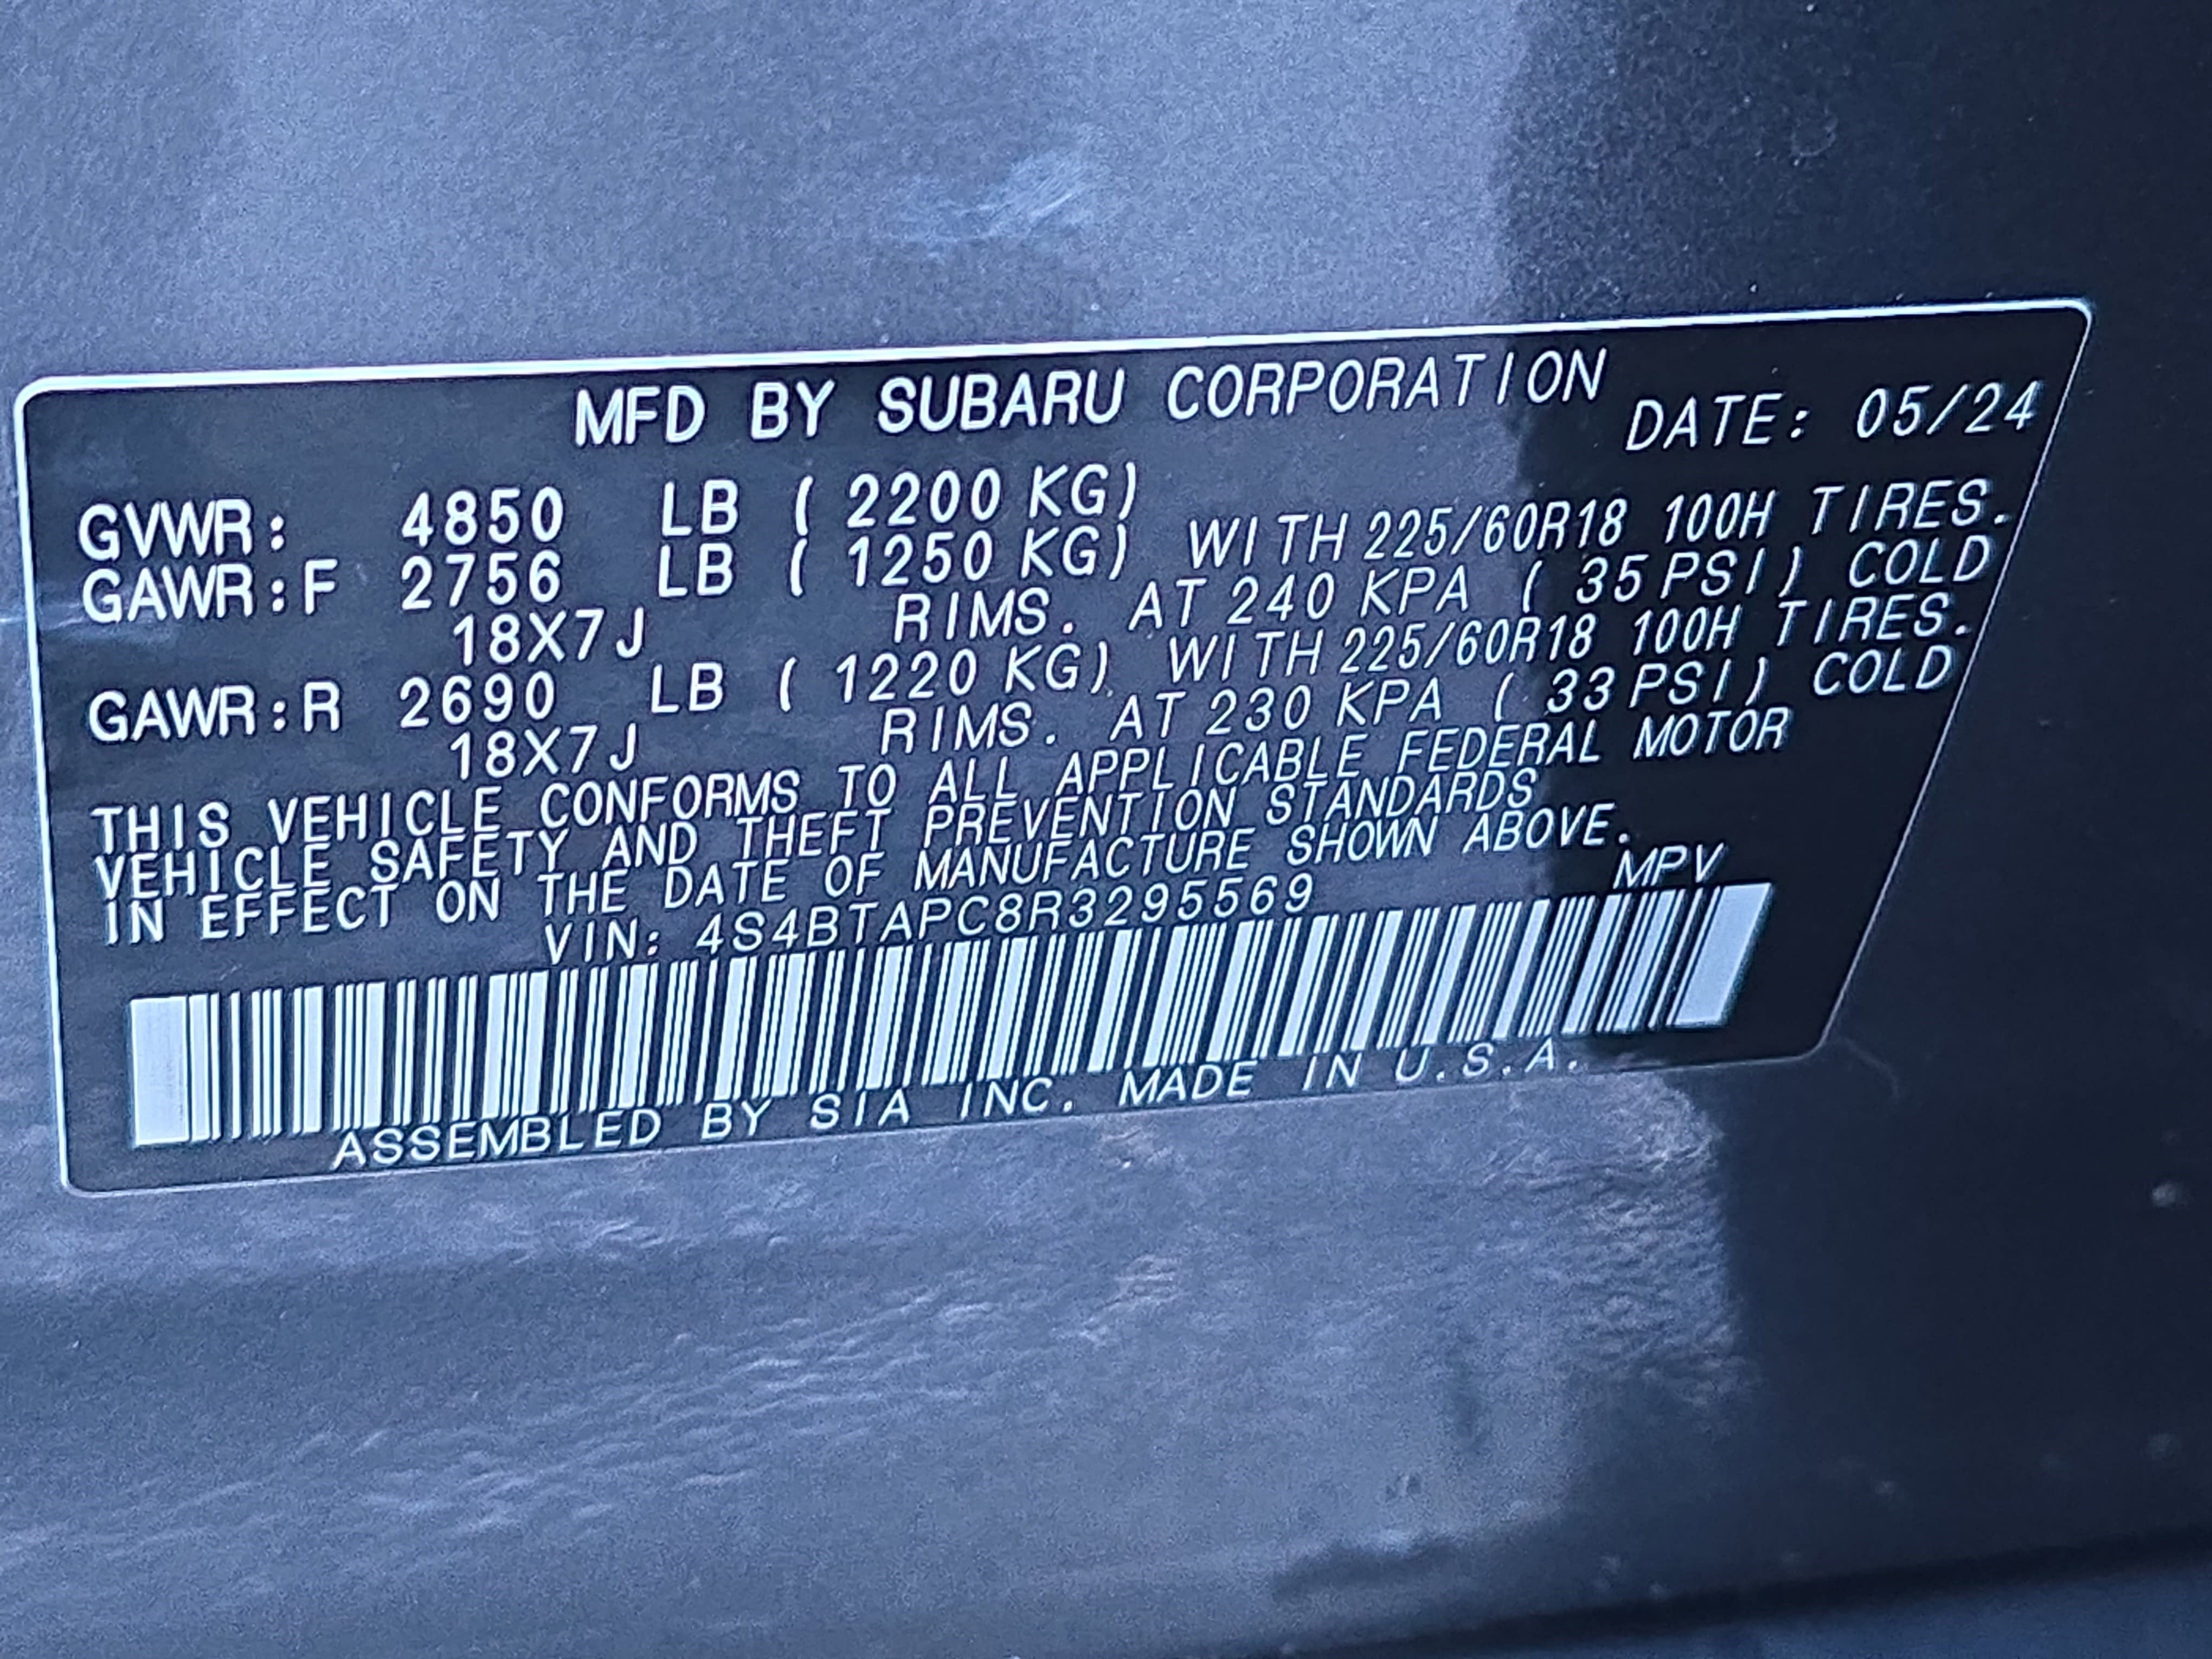 MFD BY SUBARU CORPORATION DATE: 05/24
GVWR: 4850 LB ( 2200 KG)
GAWR:F 2756 LB ( 1250 KG) WITH 225/60R18 100H TIRES.
18X7J RIMS. AT 240 KPA ( 35 PSI) COLD
GAWR:R 2690 LB ( 1220 KG) WITH 225/60R18 100H TIRES.
18X7J RIMS. AT 230 KPA ( 33 PSI) COLD
THIS VEHICLE CONFORMS TO ALL APPLICABLE FEDERAL MOTOR
VEHICLE SAFETY AND THEFT PREVENTION STANDARDS
IN EFFECT ON THE DATE OF MANUFACTURE SHOWN ABOVE.
VIN: 4S4BTAPC8R3295569 MPV
ASSEMBLED BY SIA INC. MADE IN U.S.A.